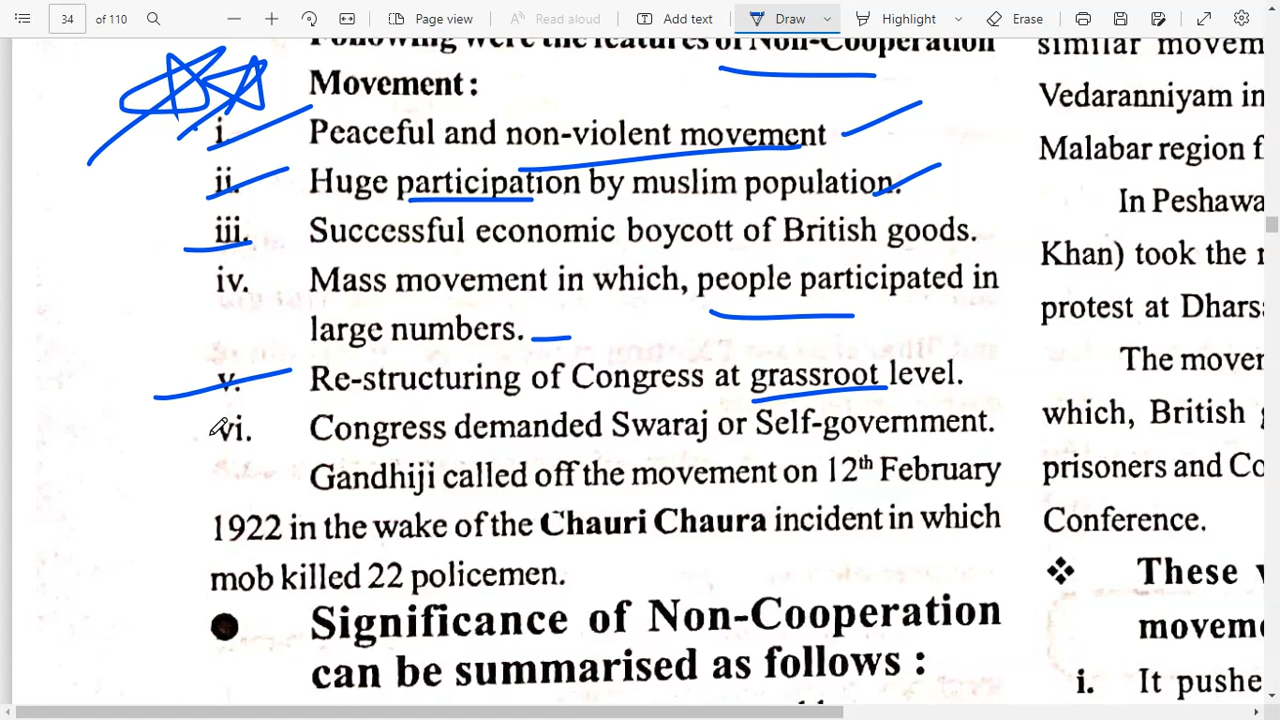 34 of 110
Page view
Read aloud
Add text
Draw
Highlight
Erase
Following were the features of Non-Cooperation
Movement :
i. Peaceful and non-violent movement
ii. Huge participation by muslim population.
iii. Successful economic boycott of British goods.
iv. Mass movement in which, people participated in
large numbers.
v. Re-structuring of Congress at grassroot level.
vi. Congress demanded Swaraj or Self-government.
Gandhiji called off the movement on 12th February
1922 in the wake of the Chauri Chaura incident in which
mob killed 22 policemen.
Significance of Non-Cooperation
can be summarised as follows :
similar movem
Vedaranniyam in
Malabar region f
In Peshawa
Khan) took the
protest at Dhars
The mover
which, British
prisoners and Co
Conference.
❖ These
movem
i. It pushe